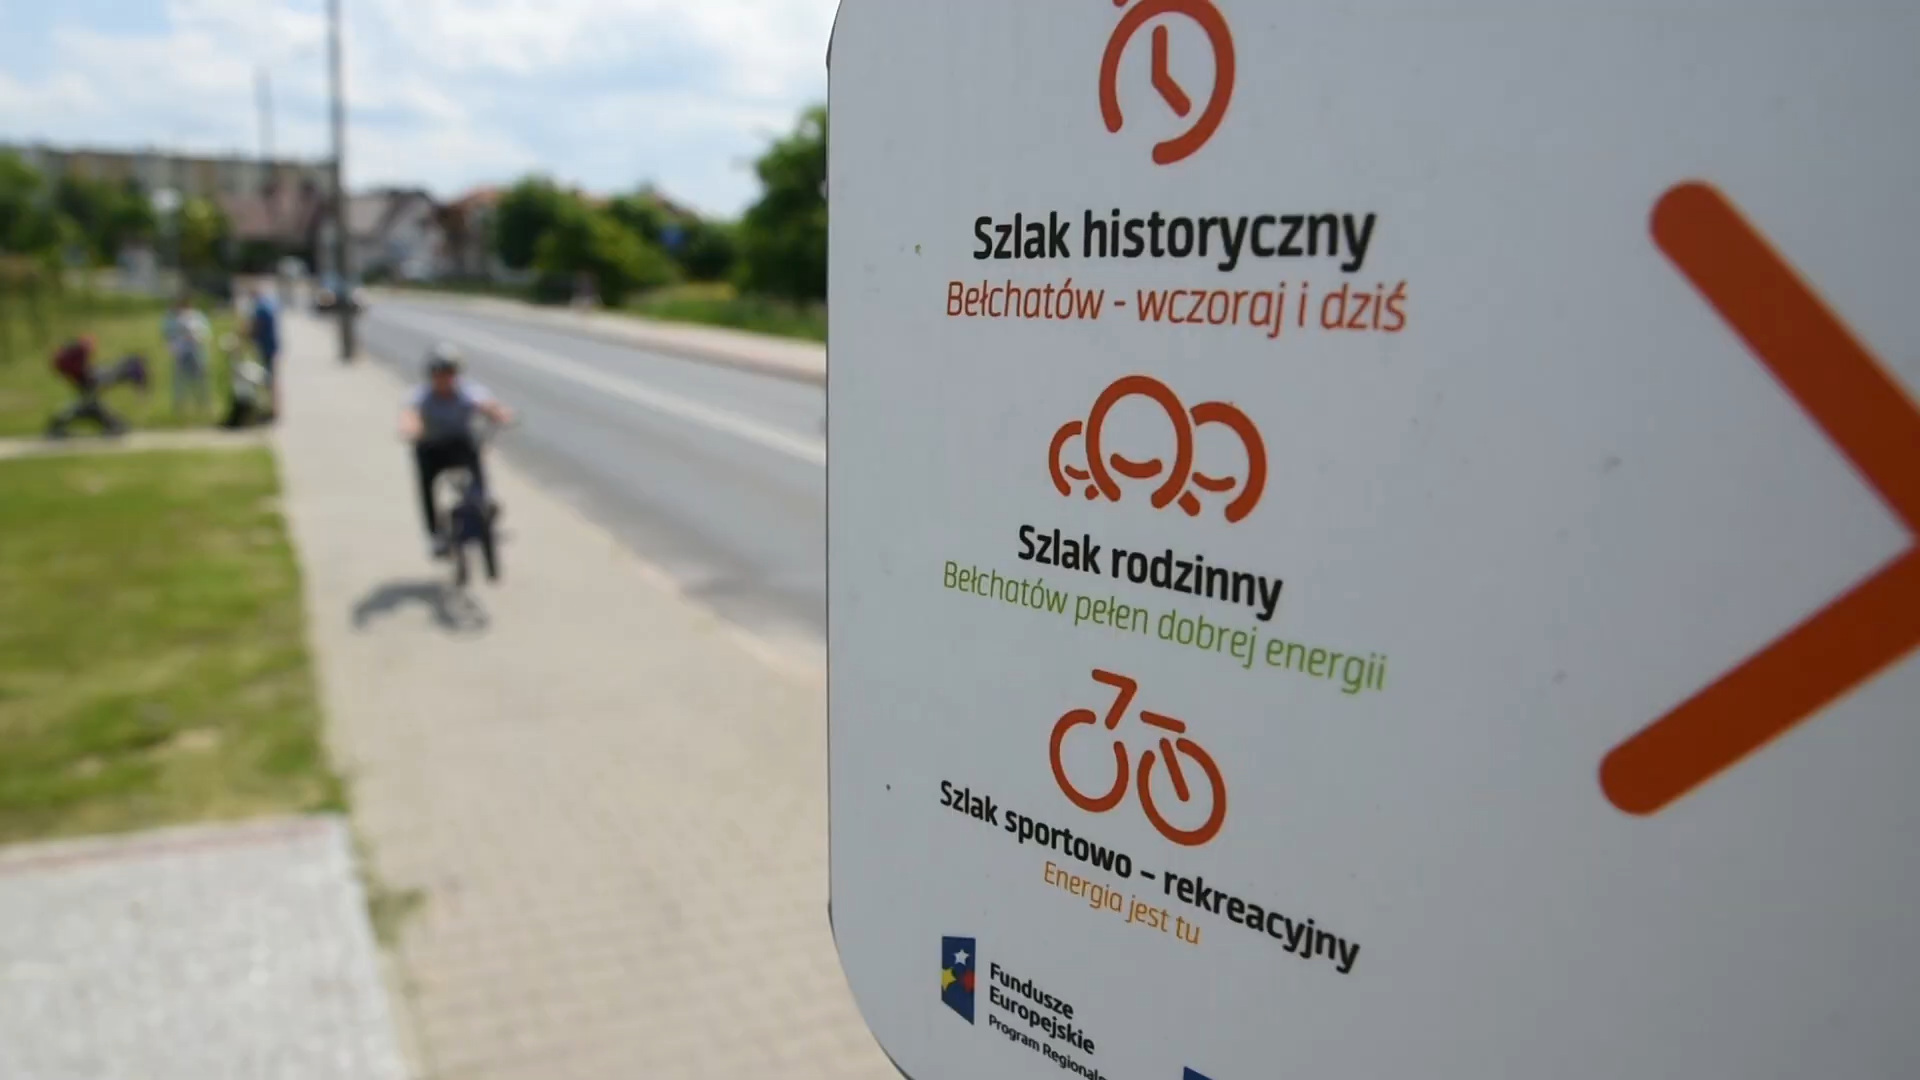 Szlak historyczny
Bełchatów - wczoraj i dziś
Szlak rodzinny
Bełchatów pełen dobrej energii
Szlak sportowo – rekreacyjny
Energia jest tu
Fundusze
Europejskie
Program